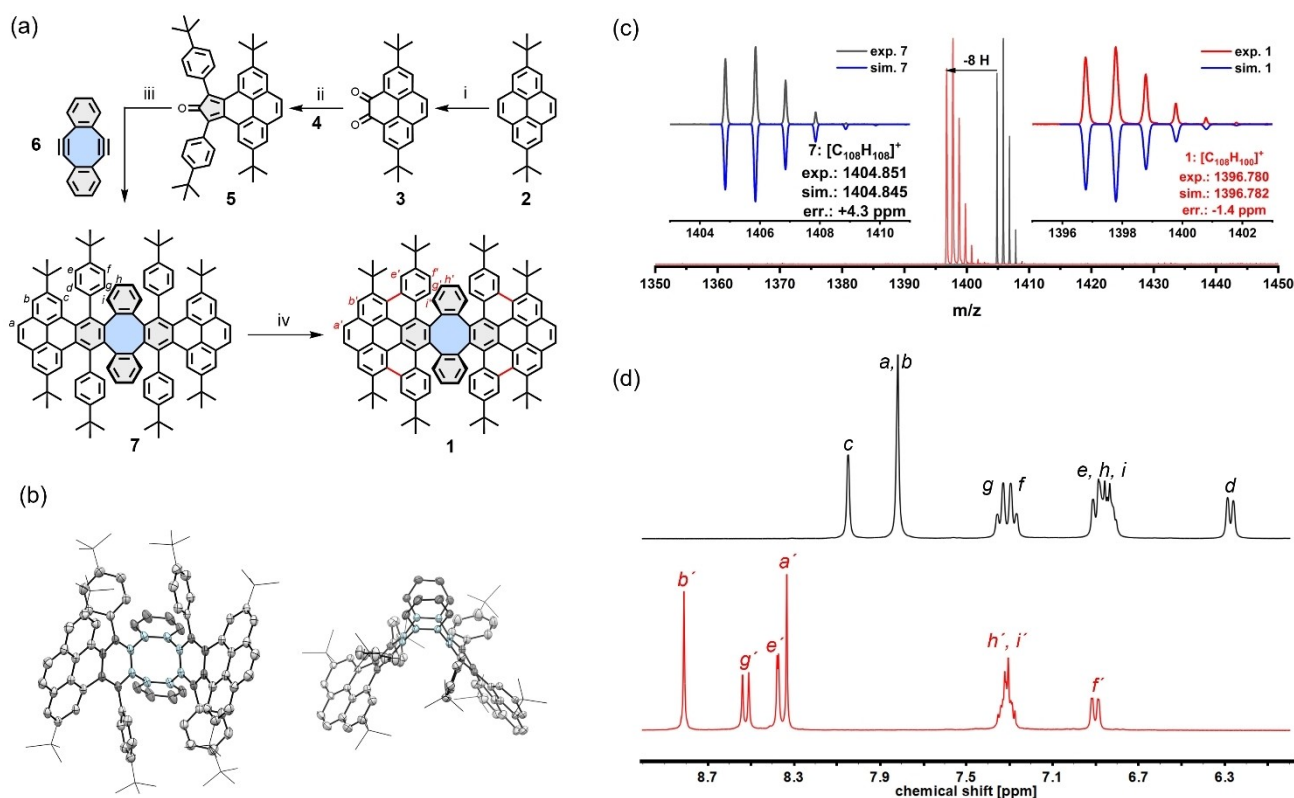 (a)
iii
ii
i
4
6
O
O
O
5
3
2
e
f
d
g
h
b
c
i
a
iv
e'
f'
g'
h'
b'
i'
a'
7
1
(b)
(c)
-8 H
exp. 7
sim. 7
exp. 1
sim. 1
7: [C₁₀₈H₁₀₈]⁺
exp.: 1404.851
sim.: 1404.845
err.: +4.3 ppm
1: [C₁₀₈H₁₀₀]⁺
exp.: 1396.780
sim.: 1396.782
err.: -1.4 ppm
1404 1406 1408 1410
1396 1398 1400 1402
1350 1360 1370 1380 1390 1400 1410 1420 1430 1440 1450
m/z
(d)
a, b
c
g f
e, h, i
d
b´
g´
e´
a´
h´, i´
f´
8.7 8.3 7.9 7.5 7.1 6.7 6.3
chemical shift [ppm]